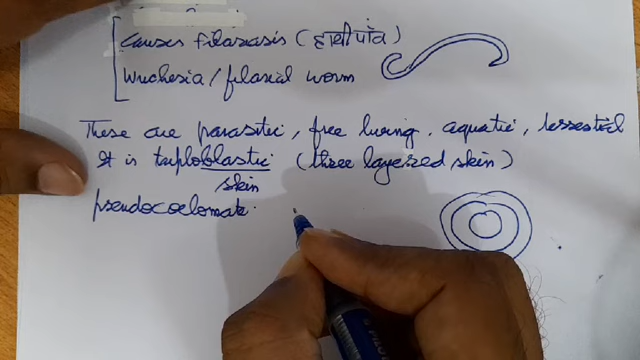 Causes filariasis (हाथीपाँव)
Wuchesia/filarial worm
These are parasitic, free living, aquatic, terrestrial
It is triploblastic (three layered skin)
skin
pseudocoelomate.